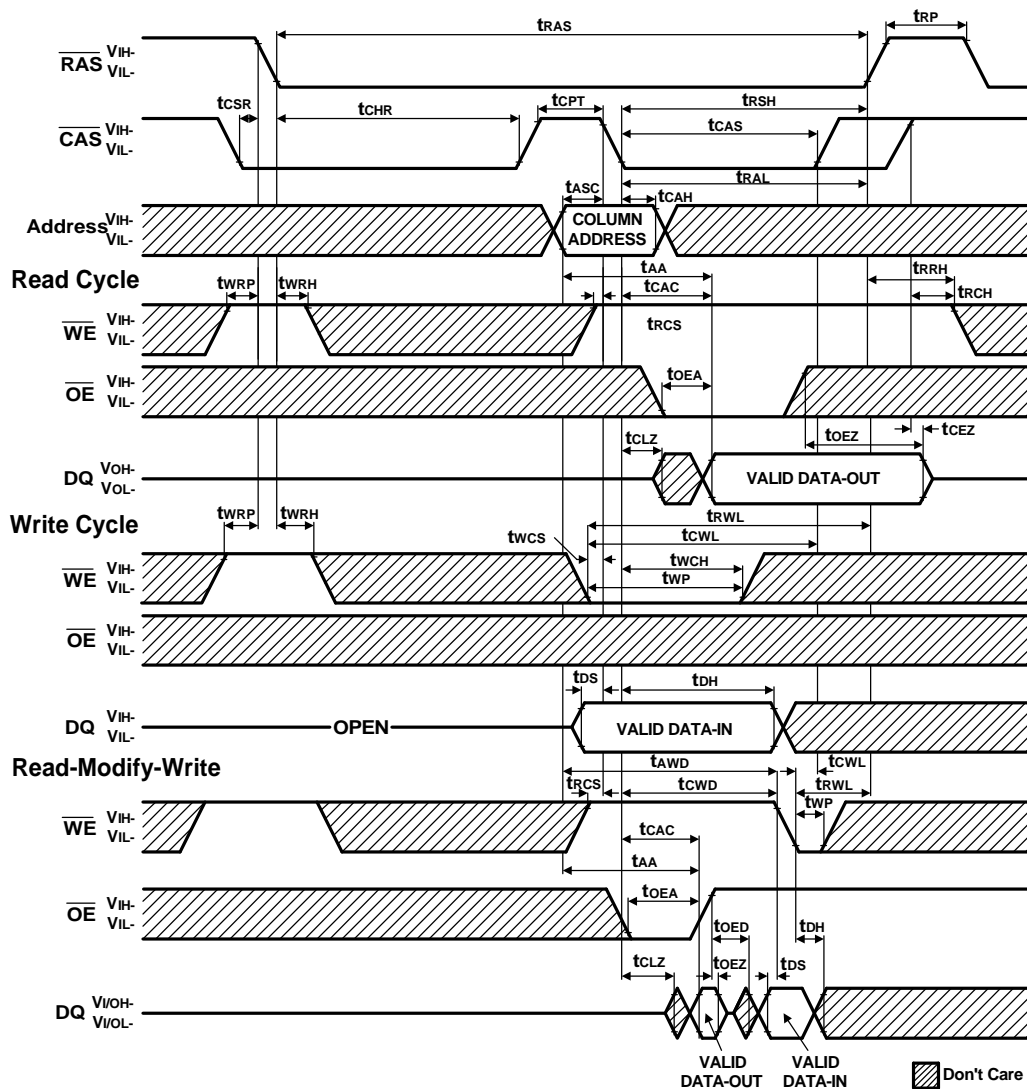 tRAS
tRP
RAS VIH-
VIL-
tCSR
tCHR
tCPT
tRSH
CAS VIH-
VIL-
tCAS
tRAL
tASC
tCAH
Address VIH-
VIL-
COLUMN
ADDRESS
Read Cycle
tWRP
tWRH
tAA
tCAC
tRRH
tRCH
WE VIH-
VIL-
tRCS
OE VIH-
VIL-
tOEA
tCEZ
tOEZ
tCLZ
DQ VOH-
VOL-
VALID DATA-OUT
Write Cycle
tWRP
tWRH
tRWL
tCWL
tWCS
tWCH
tWP
WE VIH-
VIL-
OE VIH-
VIL-
tDS
tDH
DQ VIH-
VIL-
OPEN
VALID DATA-IN
Read-Modify-Write
tAWD
tCWL
tRCS
tCWD
tRWL
tWP
WE VIH-
VIL-
tCAC
tAA
OE VIH-
VIL-
tOEA
tOED
tDH
tCLZ
tOEZ
tDS
DQ VI/OH-
VI/OL-
VALID
DATA-OUT
VALID
DATA-IN
Don't Care